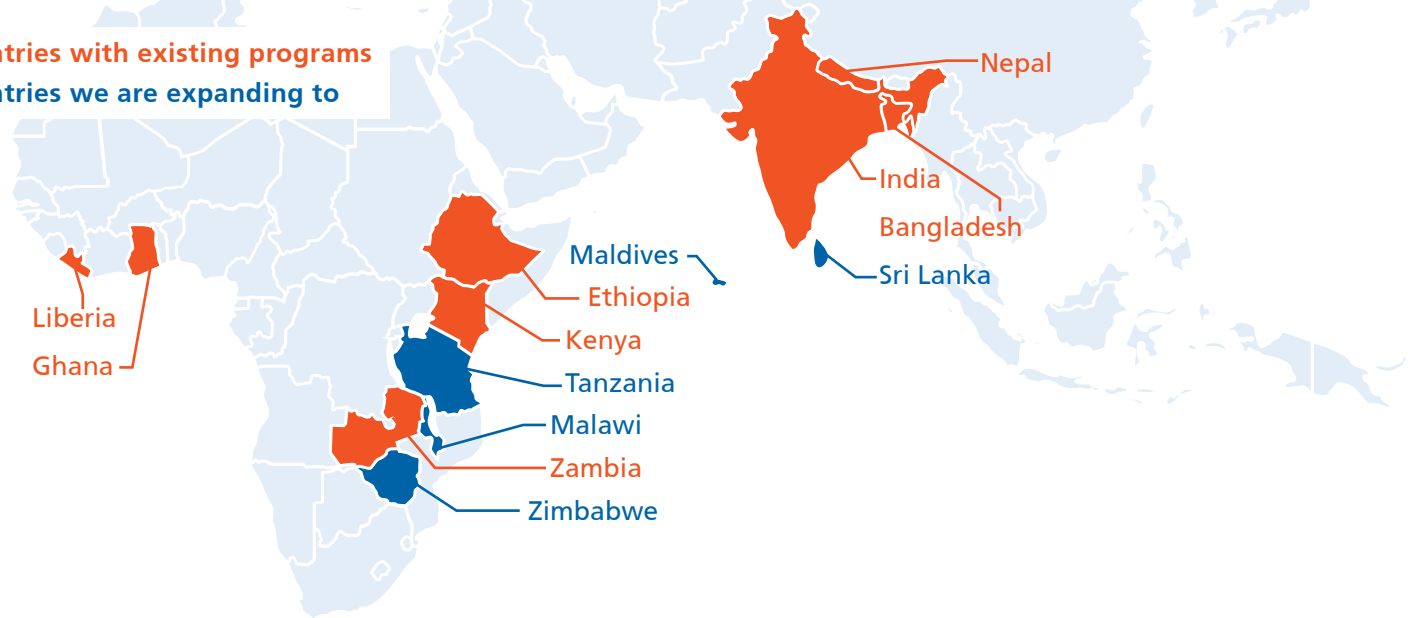 ntries with existing programs
ntries we are expanding to
Nepal
India
Bangladesh
Maldives
Sri Lanka
Ethiopia
Liberia
Kenya
Ghana
Tanzania
Malawi
Zambia
Zimbabwe